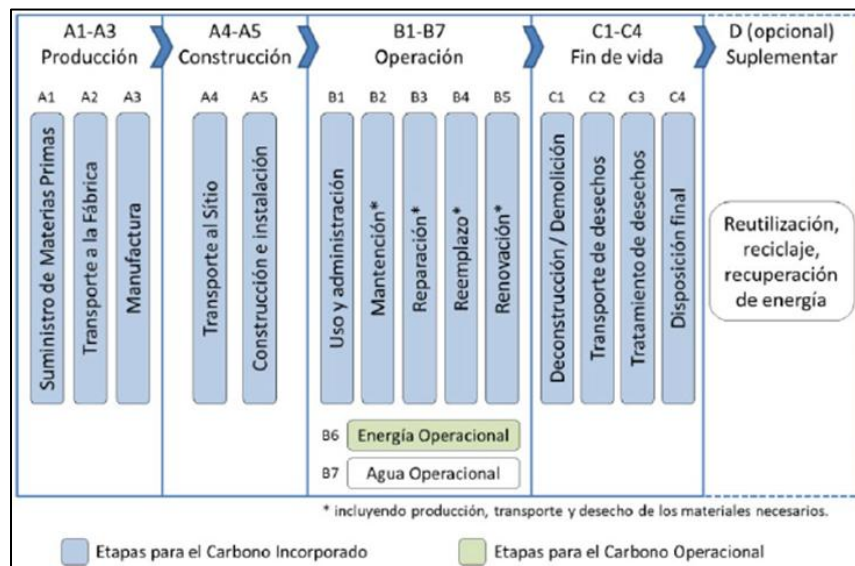 A1-A3
Producción
A4-A5
Construcción
B1-B7
Operación
C1-C4
Fin de vida
D (opcional)
Suplementar
A1
A2
A3
A4
A5
B1
B2
B3
B4
B5
C1
C2
C3
C4
Suministro de Materias Primas
Transporte a la Fábrica
Manufactura
Transporte al Sítio
Construcción e instalación
Uso y administración
Mantención*
Reparación*
Reemplazo*
Renovación*
Deconstrucción / Demolición
Transporte de desechos
Tratamiento de desechos
Disposición final
Reutilización,
reciclaje,
recuperación
de energía
B6 Energía Operacional
B7 Agua Operacional
* incluyendo producción, transporte y desecho de los materiales necesarios.
Etapas para el Carbono Incorporado
Etapas para el Carbono Operacional